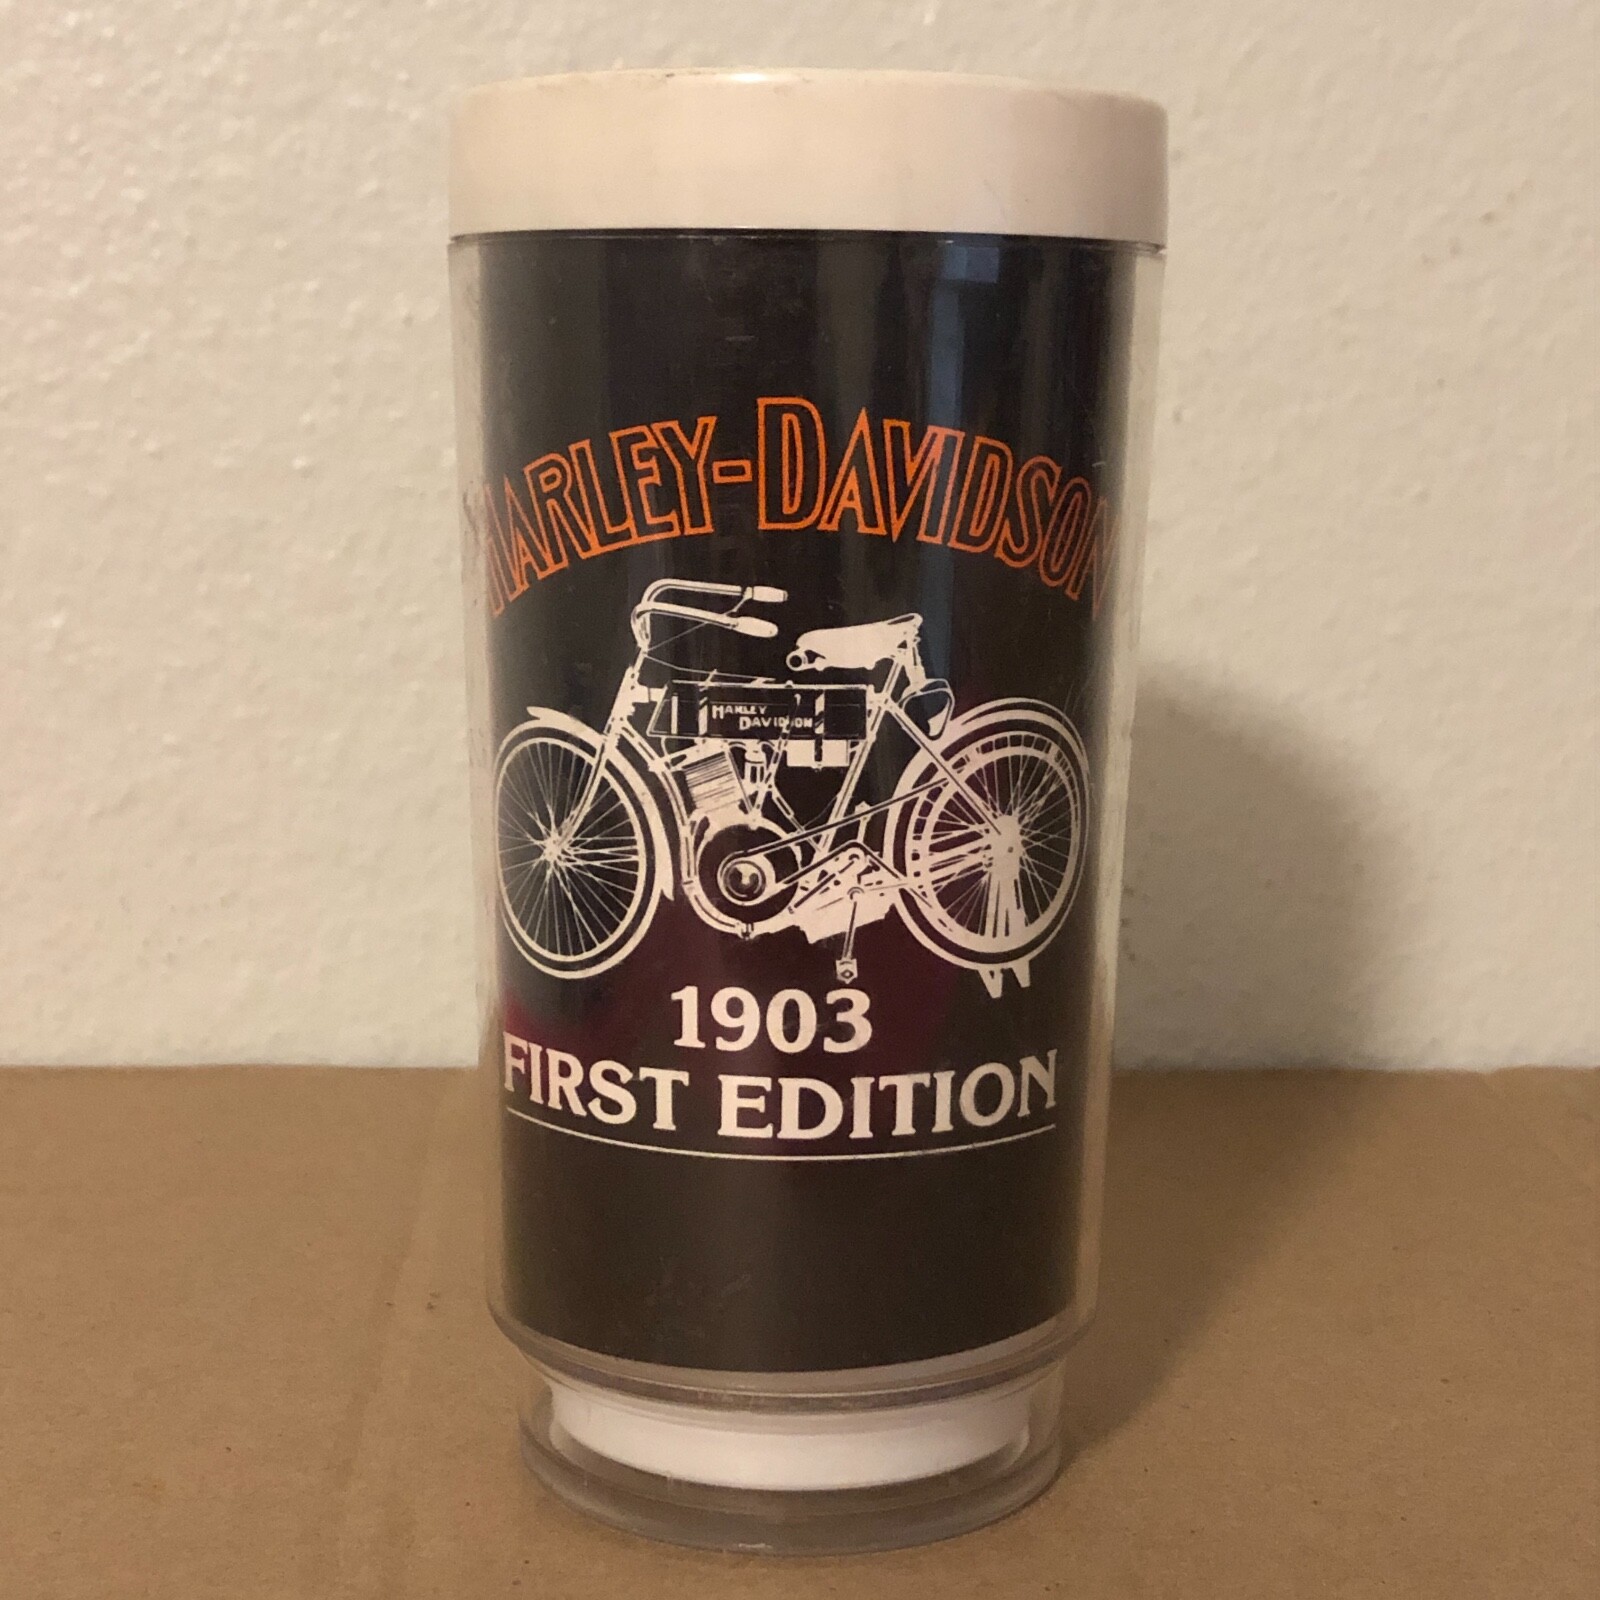 HARLEY-DAVIDSON
HARLEY
DAVIDSON
1903
FIRST EDITION